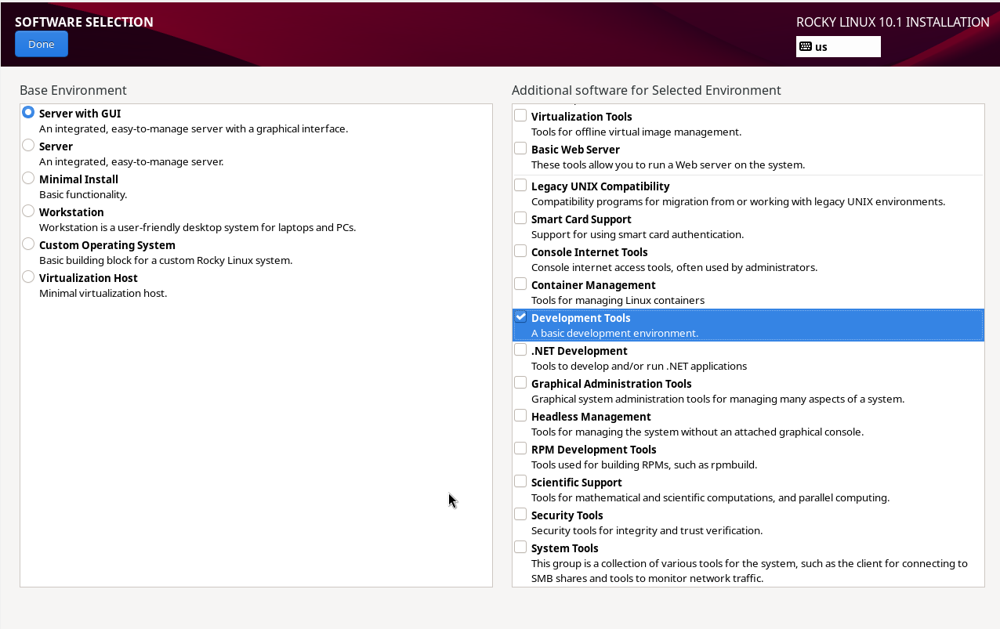 SOFTWARE SELECTION
Done
ROCKY LINUX 10.1 INSTALLATION
us
Base Environment
Server with GUI
An integrated, easy-to-manage server with a graphical interface.
Server
An integrated, easy-to-manage server.
Minimal Install
Basic functionality.
Workstation
Workstation is a user-friendly desktop system for laptops and PCs.
Custom Operating System
Basic building block for a custom Rocky Linux system.
Virtualization Host
Minimal virtualization host.
Additional software for Selected Environment
Virtualization Tools
Tools for offline virtual image management.
Basic Web Server
These tools allow you to run a Web server on the system.
Legacy UNIX Compatibility
Compatibility programs for migration from or working with legacy UNIX environments.
Smart Card Support
Support for using smart card authentication.
Console Internet Tools
Console internet access tools, often used by administrators.
Container Management
Tools for managing Linux containers
Development Tools
A basic development environment.
.NET Development
Tools to develop and/or run .NET applications
Graphical Administration Tools
Graphical system administration tools for managing many aspects of a system.
Headless Management
Tools for managing the system without an attached graphical console.
RPM Development Tools
Tools used for building RPMs, such as rpmbuild.
Scientific Support
Tools for mathematical and scientific computations, and parallel computing.
Security Tools
Security tools for integrity and trust verification.
System Tools
This group is a collection of various tools for the system, such as the client for connecting to
SMB shares and tools to monitor network traffic.